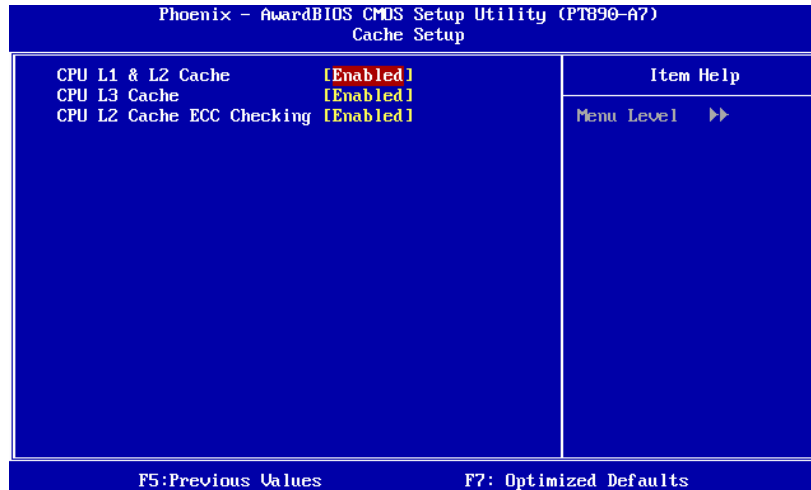 Phoenix - AwardBIOS CMOS Setup Utility (PT890-A7)
Cache Setup
CPU L1 & L2 Cache [Enabled]
CPU L3 Cache [Enabled]
CPU L2 Cache ECC Checking [Enabled]
Item Help
Menu Level ►►
F5:Previous Values F7: Optimized Defaults